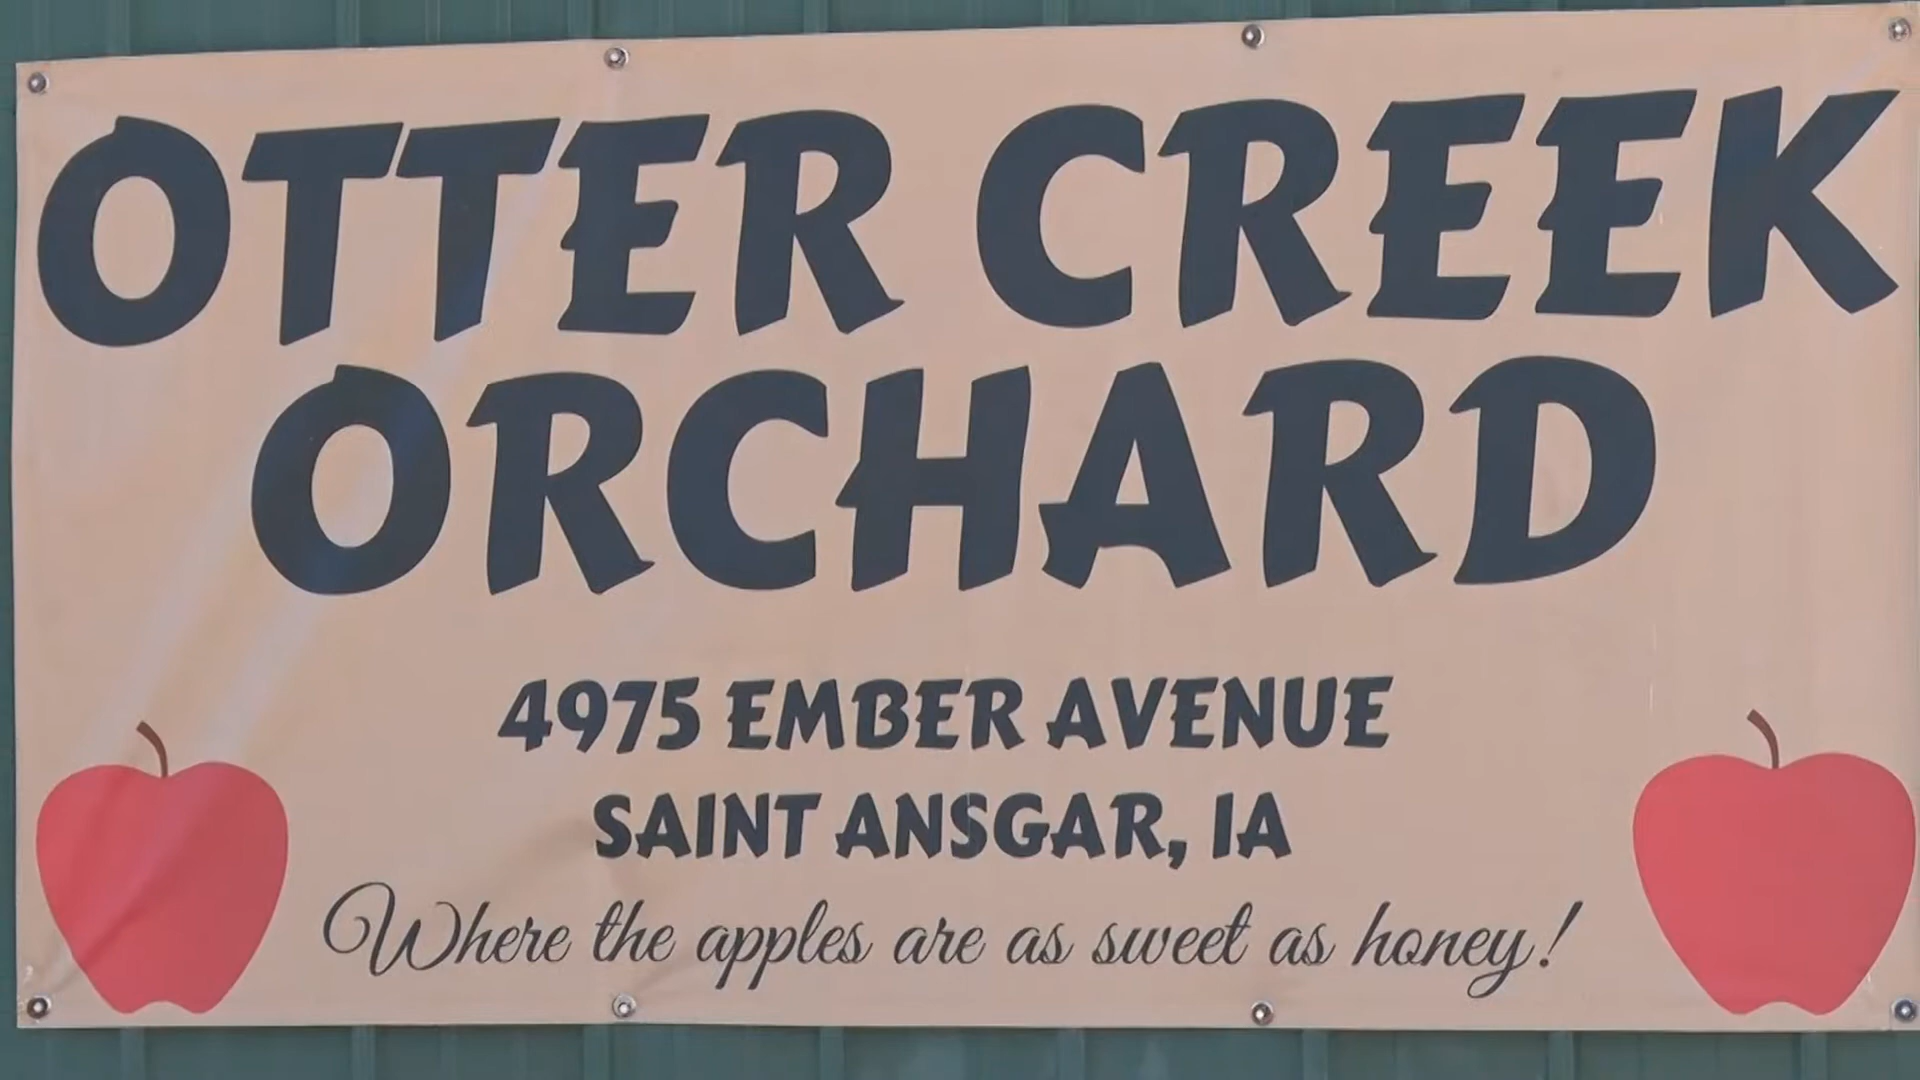 OTTER CREEK
ORCHARD
4975 EMBER AVENUE
SAINT ANSGAR, IA
Where the apples are as sweet as honey!